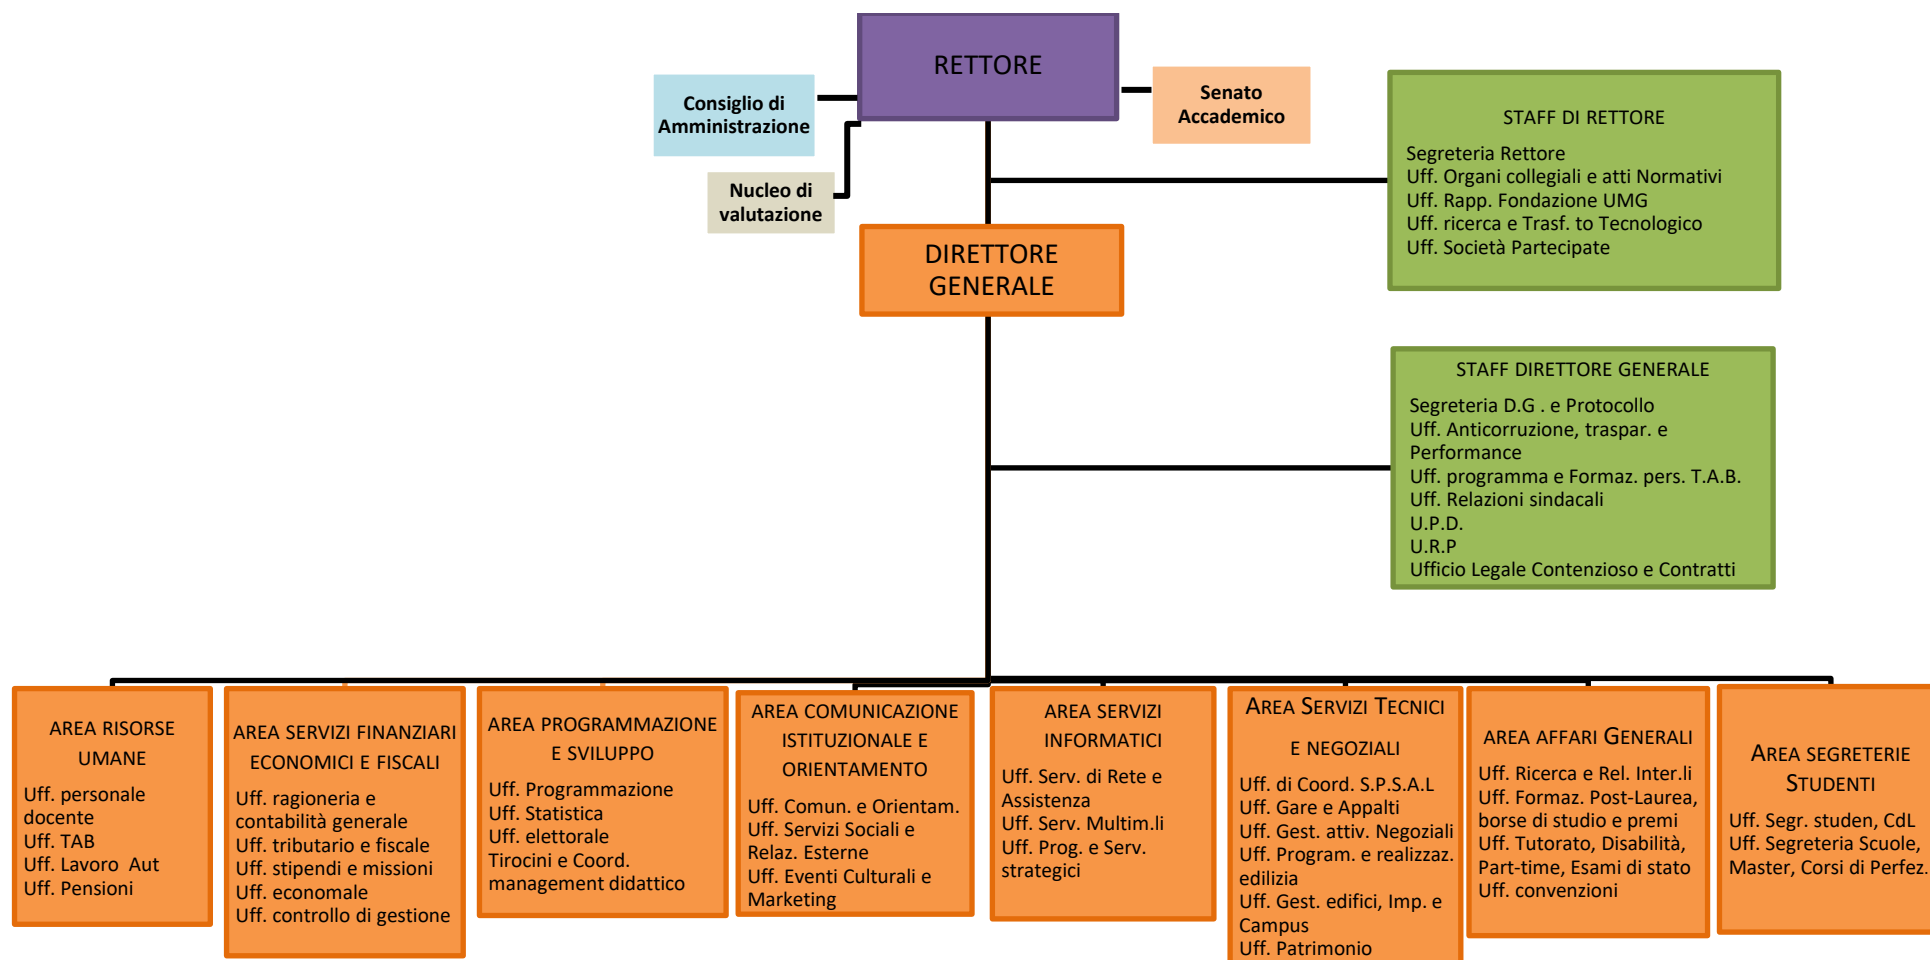 RETTORE
Consiglio di
Amministrazione
Senato
Accademico
Nucleo di
valutazione
STAFF DI RETTORE
Segreteria Rettore
Uff. Organi collegiali e atti Normativi
Uff. Rapp. Fondazione UMG
Uff. ricerca e Trasf. to Tecnologico
Uff. Società Partecipate
DIRETTORE
GENERALE
STAFF DIRETTORE GENERALE
Segreteria D.G . e Protocollo
Uff. Anticorruzione, traspar. e
Performance
Uff. programma e Formaz. pers. T.A.B.
Uff. Relazioni sindacali
U.P.D.
U.R.P
Ufficio Legale Contenzioso e Contratti
AREA RISORSE
UMANE
Uff. personale
docente
Uff. TAB
Uff. Lavoro Aut
Uff. Pensioni
AREA SERVIZI FINANZIARI
ECONOMICI E FISCALI
Uff. ragioneria e
contabilità generale
Uff. tributario e fiscale
Uff. stipendi e missioni
Uff. economale
Uff. controllo di gestione
AREA PROGRAMMAZIONE
E SVILUPPO
Uff. Programmazione
Uff. Statistica
Uff. elettorale
Tirocini e Coord.
management didattico
AREA COMUNICAZIONE
ISTITUZIONALE E
ORIENTAMENTO
Uff. Comun. e Orientam.
Uff. Servizi Sociali e
Relaz. Esterne
Uff. Eventi Culturali e
Marketing
AREA SERVIZI
INFORMATICI
Uff. Serv. di Rete e
Assistenza
Uff. Serv. Multim.li
Uff. Prog. e Serv.
strategici
AREA SERVIZI TECNICI
E NEGOZIALI
Uff. di Coord. S.P.S.A.L
Uff. Gare e Appalti
Uff. Gest. attiv. Negoziali
Uff. Program. e realizzaz.
edilizia
Uff. Gest. edifici, Imp. e
Campus
Uff. Patrimonio
AREA AFFARI GENERALI
Uff. Ricerca e Rel. Inter.li
Uff. Formaz. Post-Laurea,
borse di studio e premi
Uff. Tutorato, Disabilità,
Part-time, Esami di stato
Uff. convenzioni
AREA SEGRETERIE
STUDENTI
Uff. Segr. studen, CdL
Uff. Segreteria Scuole,
Master, Corsi di Perfez.